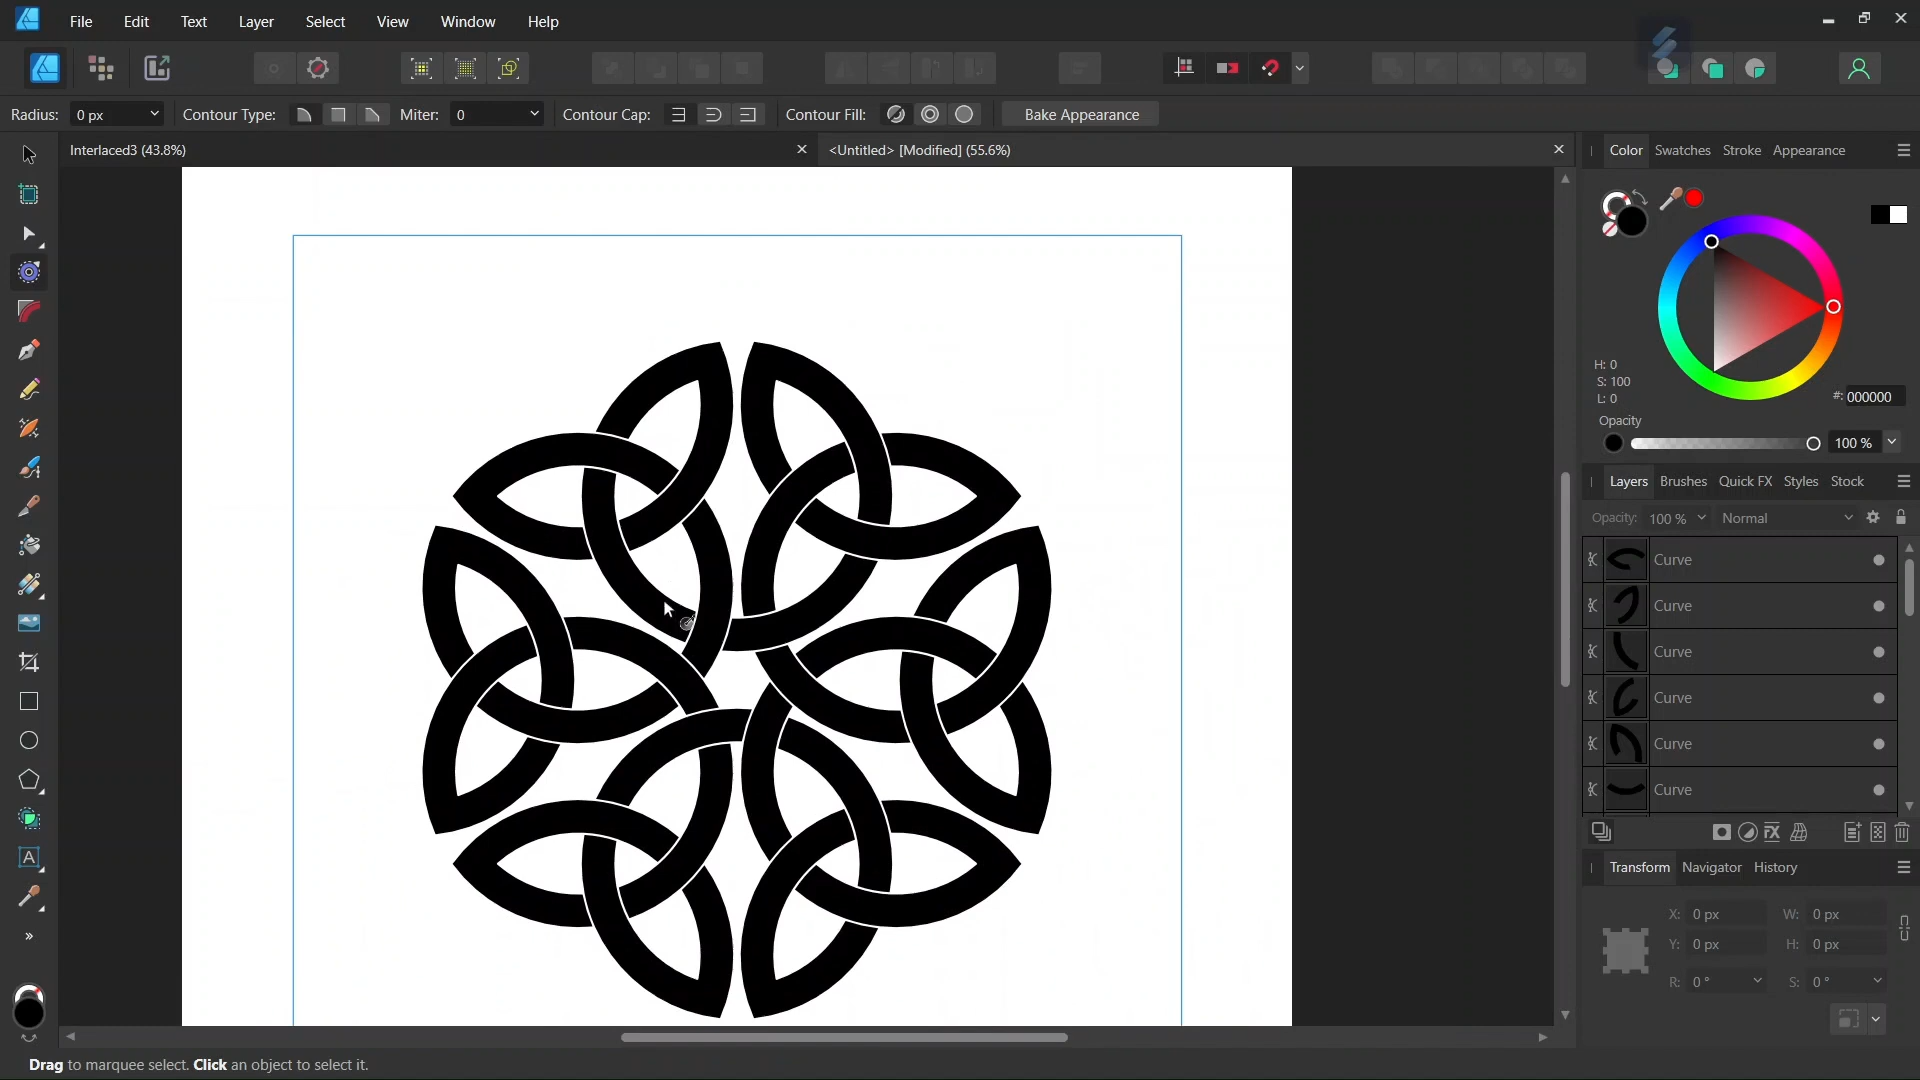 File Edit Text Layer Select View Window Help
Radius: 0 px Contour Type: Miter: 0 Contour Cap: Contour Fill: Bake Appearance
Interlaced3 (43.8%) <Untitled> [Modified] (55.6%)
Color Swatches Stroke Appearance
H: 0
S: 100
L: 0
#: 000000
Opacity
100 %
Layers Brushes Quick FX Styles Stock
Opacity: 100 % Normal
Curve
Curve
Curve
Curve
Curve
Curve
Transform Navigator History
X: 0 px W: 0 px
Y: 0 px H: 0 px
R: 0 ° S: 0 °
Drag to marquee select. Click an object to select it.